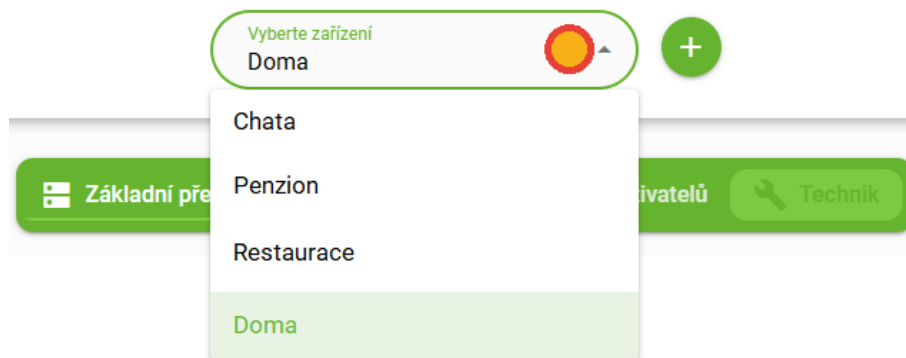 Vyberte zařízení
Doma
+
Chata
Penzion
Restaurace
Doma
Základní pře
ivatelů
Technik